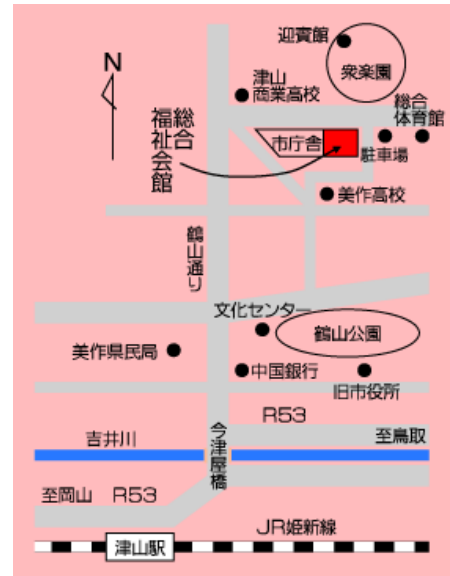 迎賓館
衆楽園
N
津山
商業高校
総合
体育館
総合
福祉会館
市庁舎
駐車場
美作高校
鶴山通り
文化センター
鶴山公園
美作県民局
中国銀行
旧市役所
R53
吉井川
今津屋橋
至鳥取
至岡山 R53
JR姫新線
津山駅